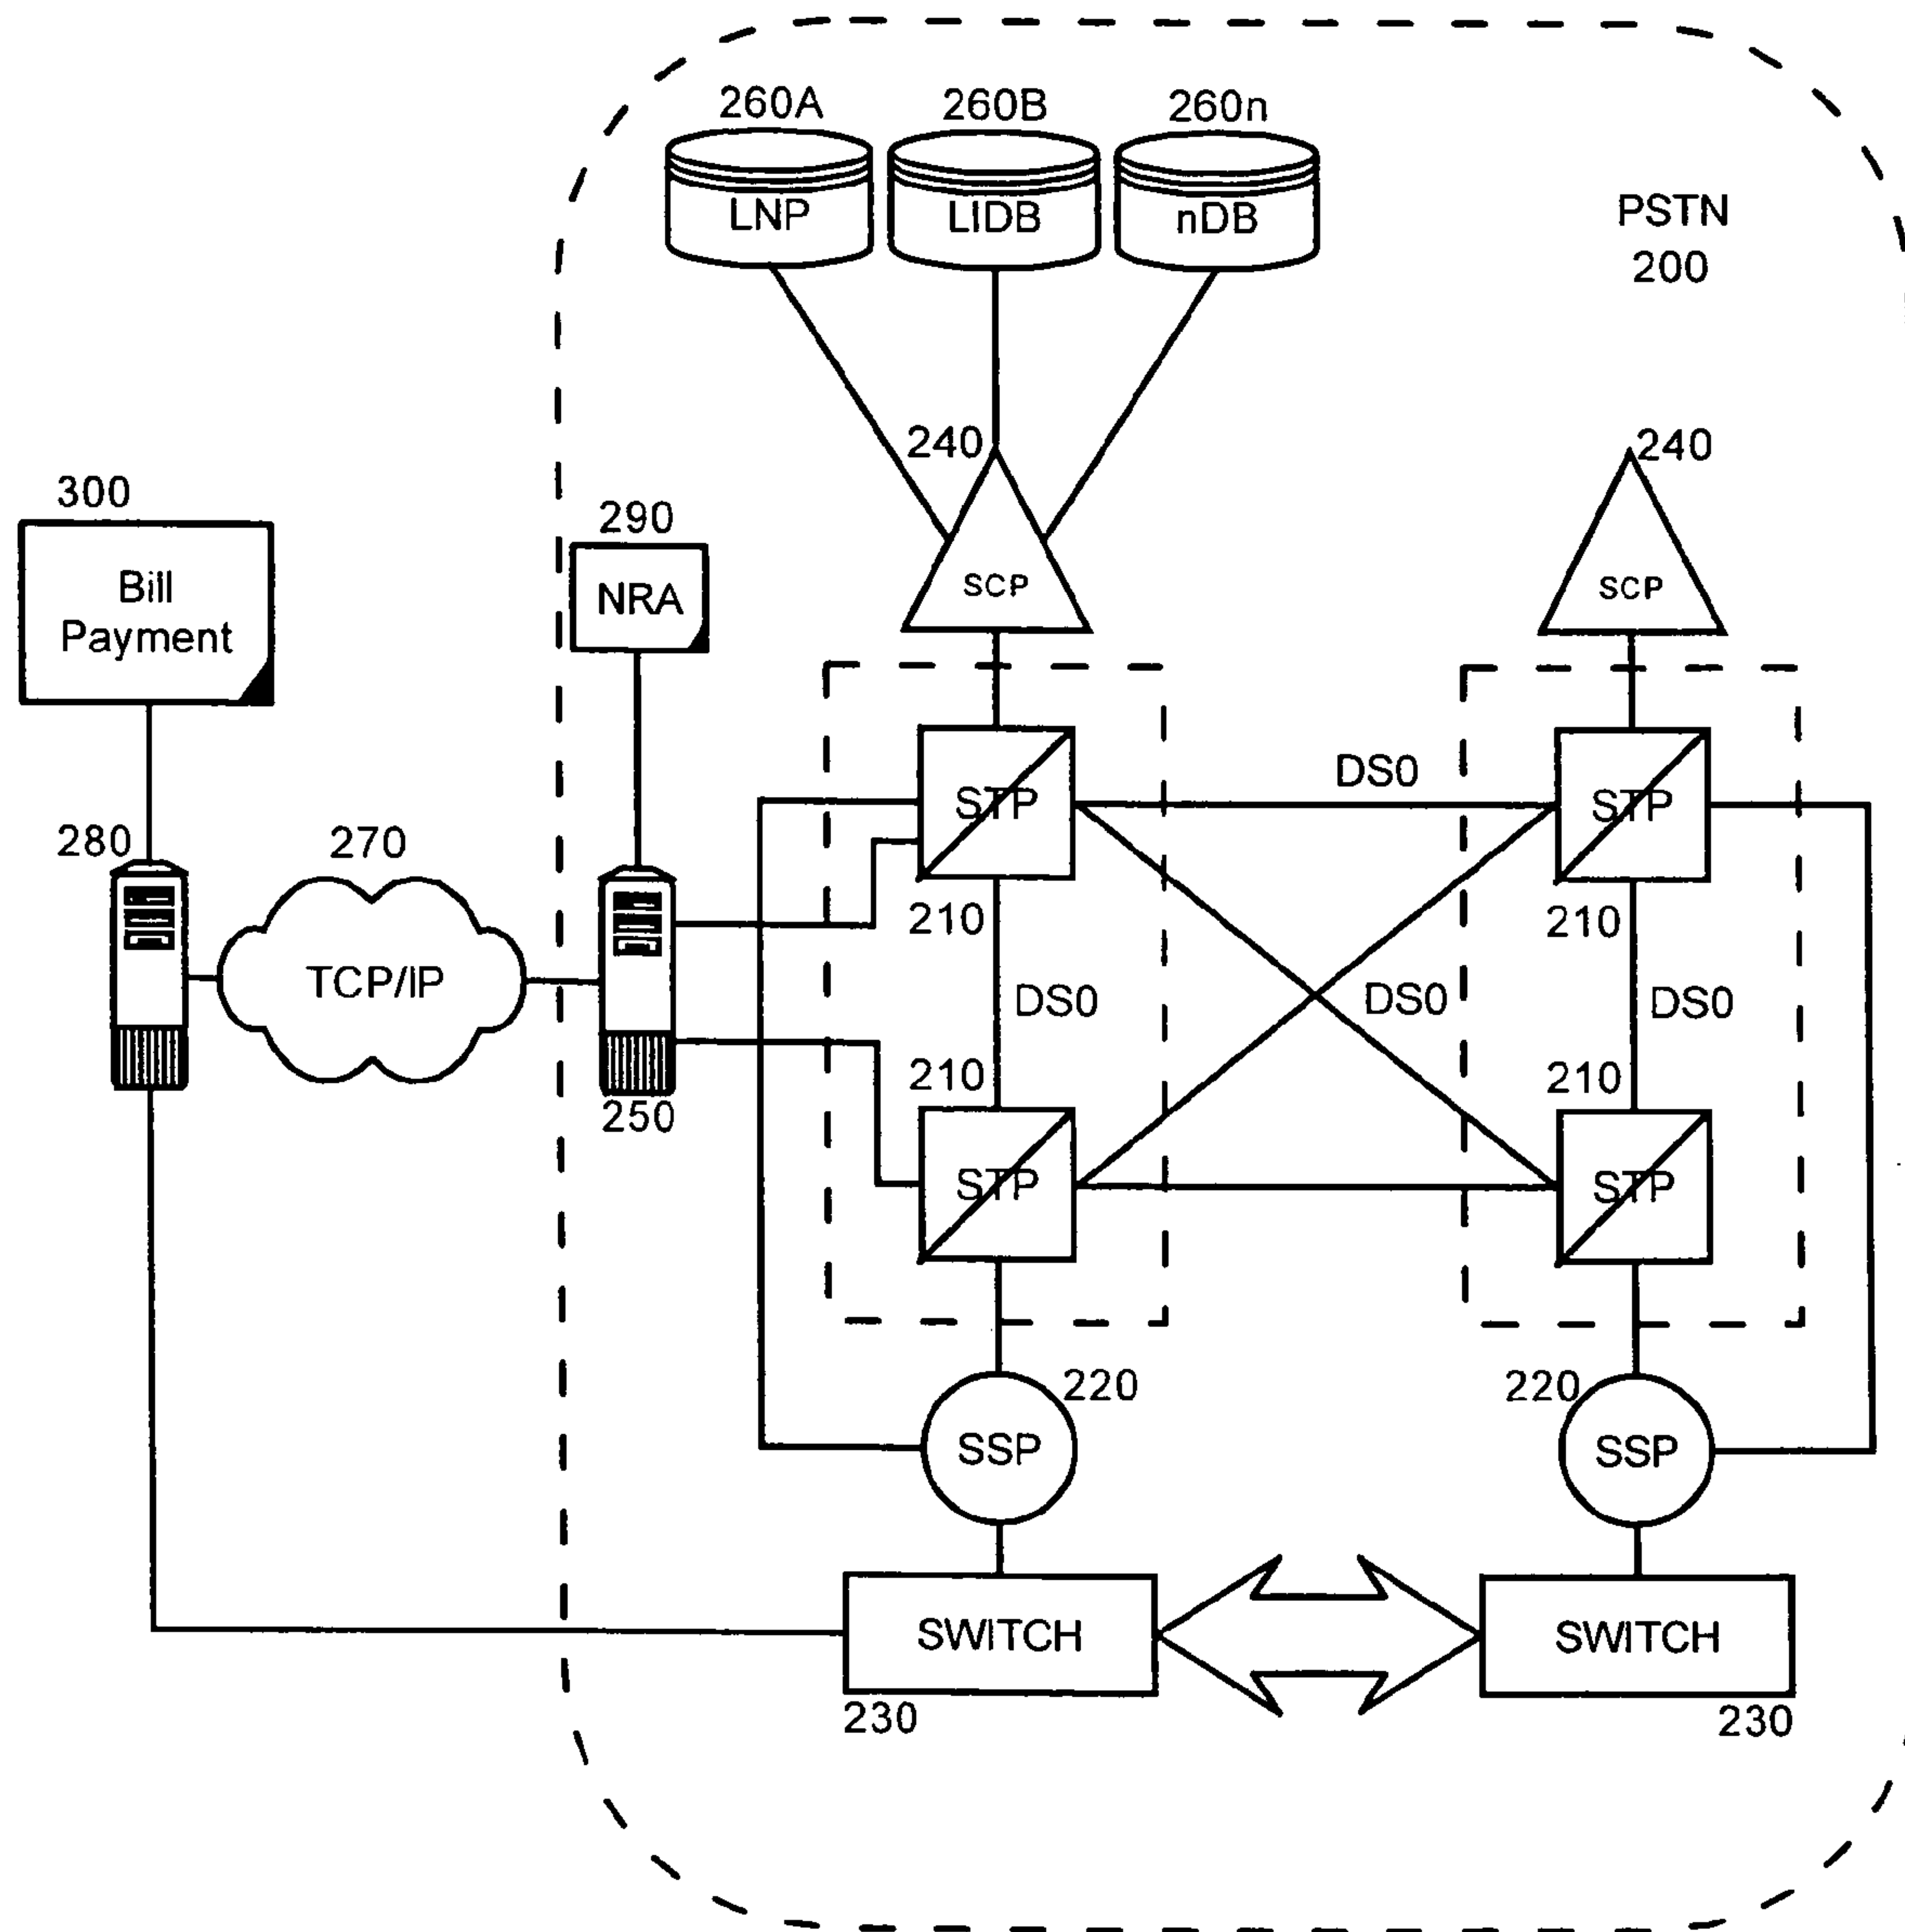 260A
260B
260n
LNP
LIDB
nDB
PSTN
200
240
240
300
290
Bill
Payment
NRA
SCP
SCP
DS0
STP
STP
280
270
210
210
TCP/IP
DS0
DS0
DS0
210
210
250
STP
STP
220
220
SSP
SSP
SWITCH
SWITCH
230
230